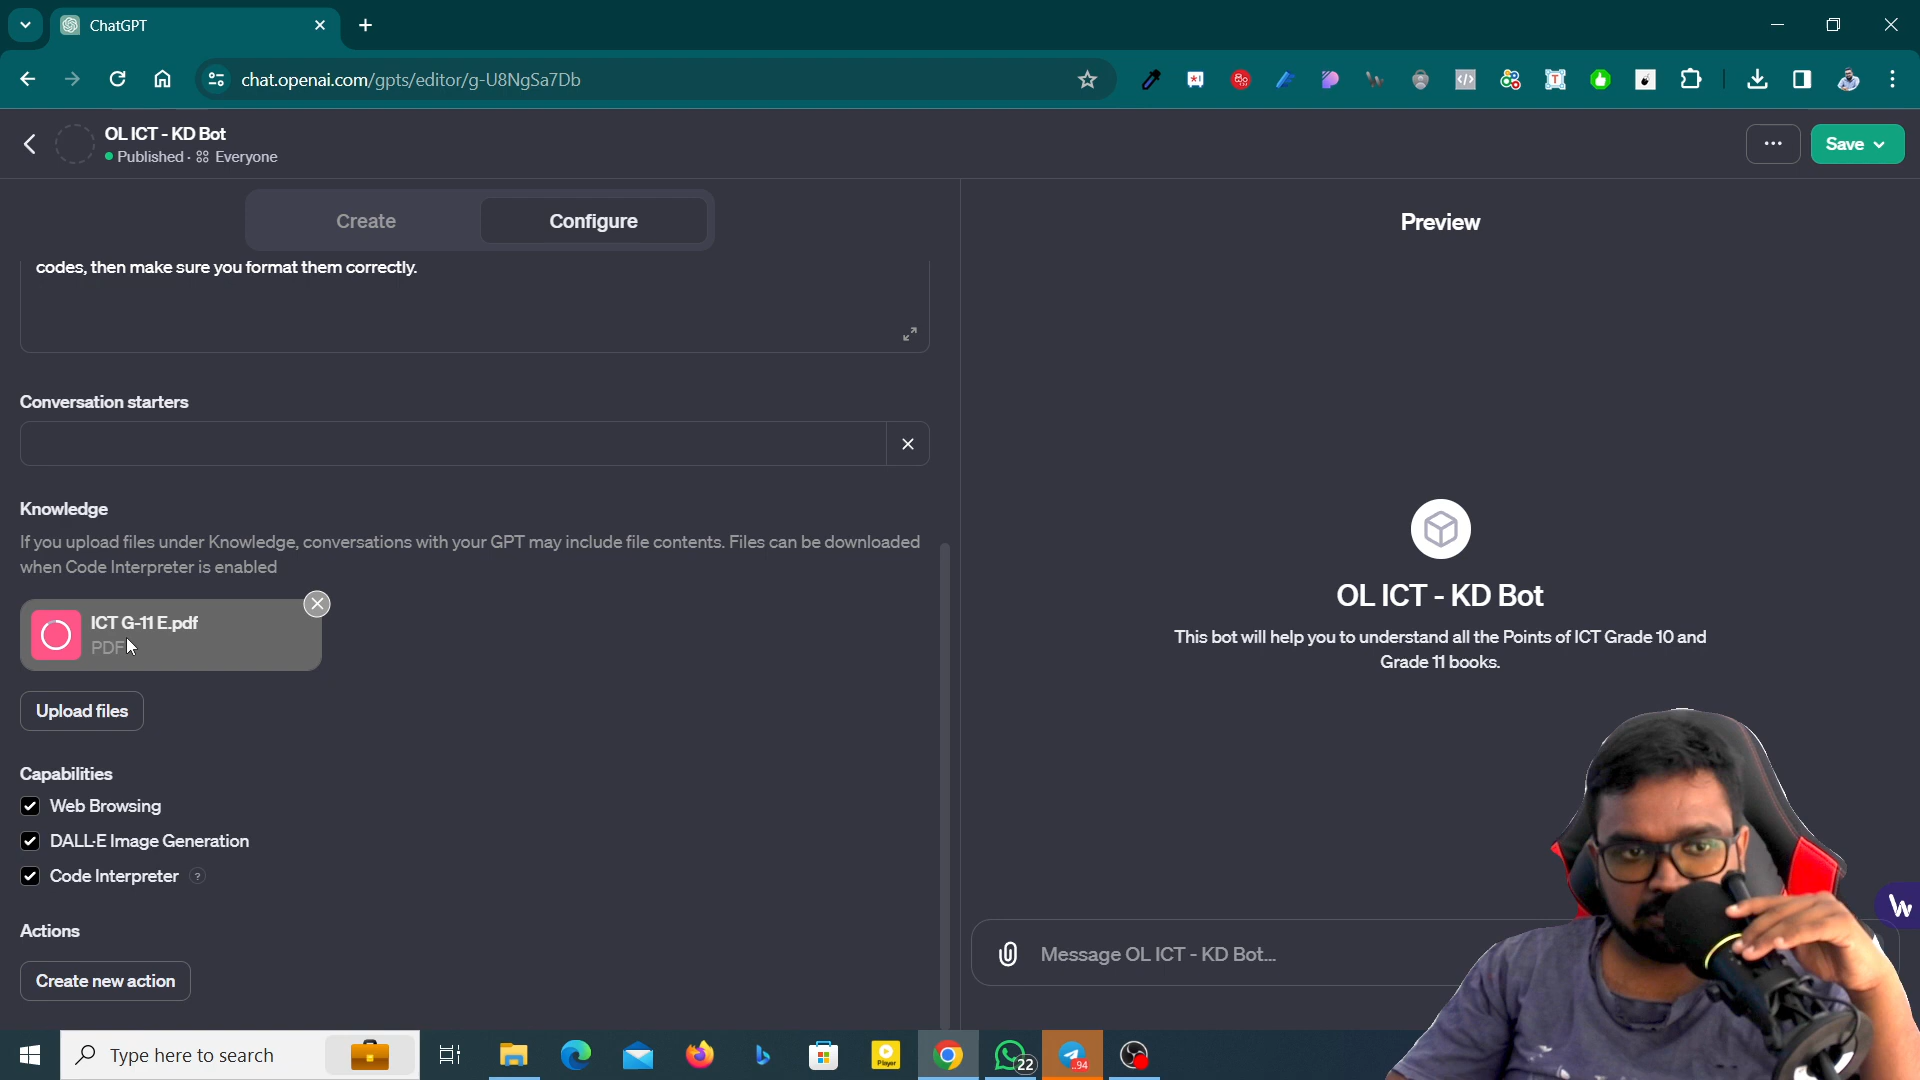 ChatGPT
chat.openai.com/gpts/editor/g-U8NgSa7Db
OL ICT - KD Bot
Published · Everyone
Save
Create
Configure
Preview
codes, then make sure you format them correctly.
Conversation starters
Knowledge
If you upload files under Knowledge, conversations with your GPT may include file contents. Files can be downloaded
when Code Interpreter is enabled
ICT G-11 E.pdf
PDF
Upload files
Capabilities
Web Browsing
DALL·E Image Generation
Code Interpreter ?
Actions
Create new action
OL ICT - KD Bot
This bot will help you to understand all the Points of ICT Grade 10 and
Grade 11 books.
Message OL ICT - KD Bot...
W
Type here to search
Player
22
94